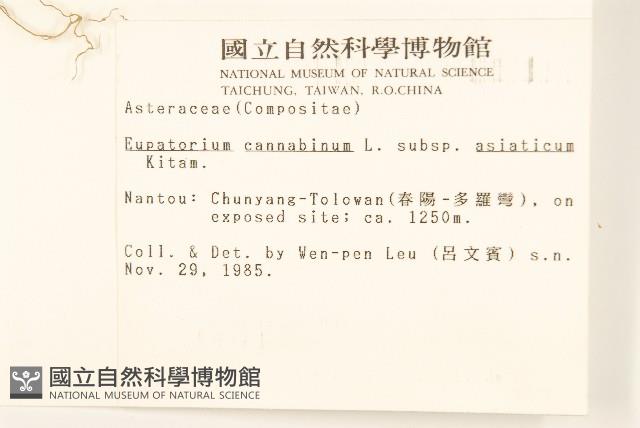 國立自然科學博物館
NATIONAL MUSEUM OF NATURAL SCIENCE
TAICHUNG, TAIWAN, R.O.CHINA
Asteraceae(Compositae)
Eupatorium cannabinum L. subsp. asiaticum
Kitam.
Nantou: Chunyang-Tolowan(春陽-多羅彎), on
exposed site; ca. 1250m.
Coll. & Det. by Wen-pen Leu (呂文賓) s.n.
Nov. 29, 1985.
國立自然科學博物館
NATIONAL MUSEUM OF NATURAL SCIENCE